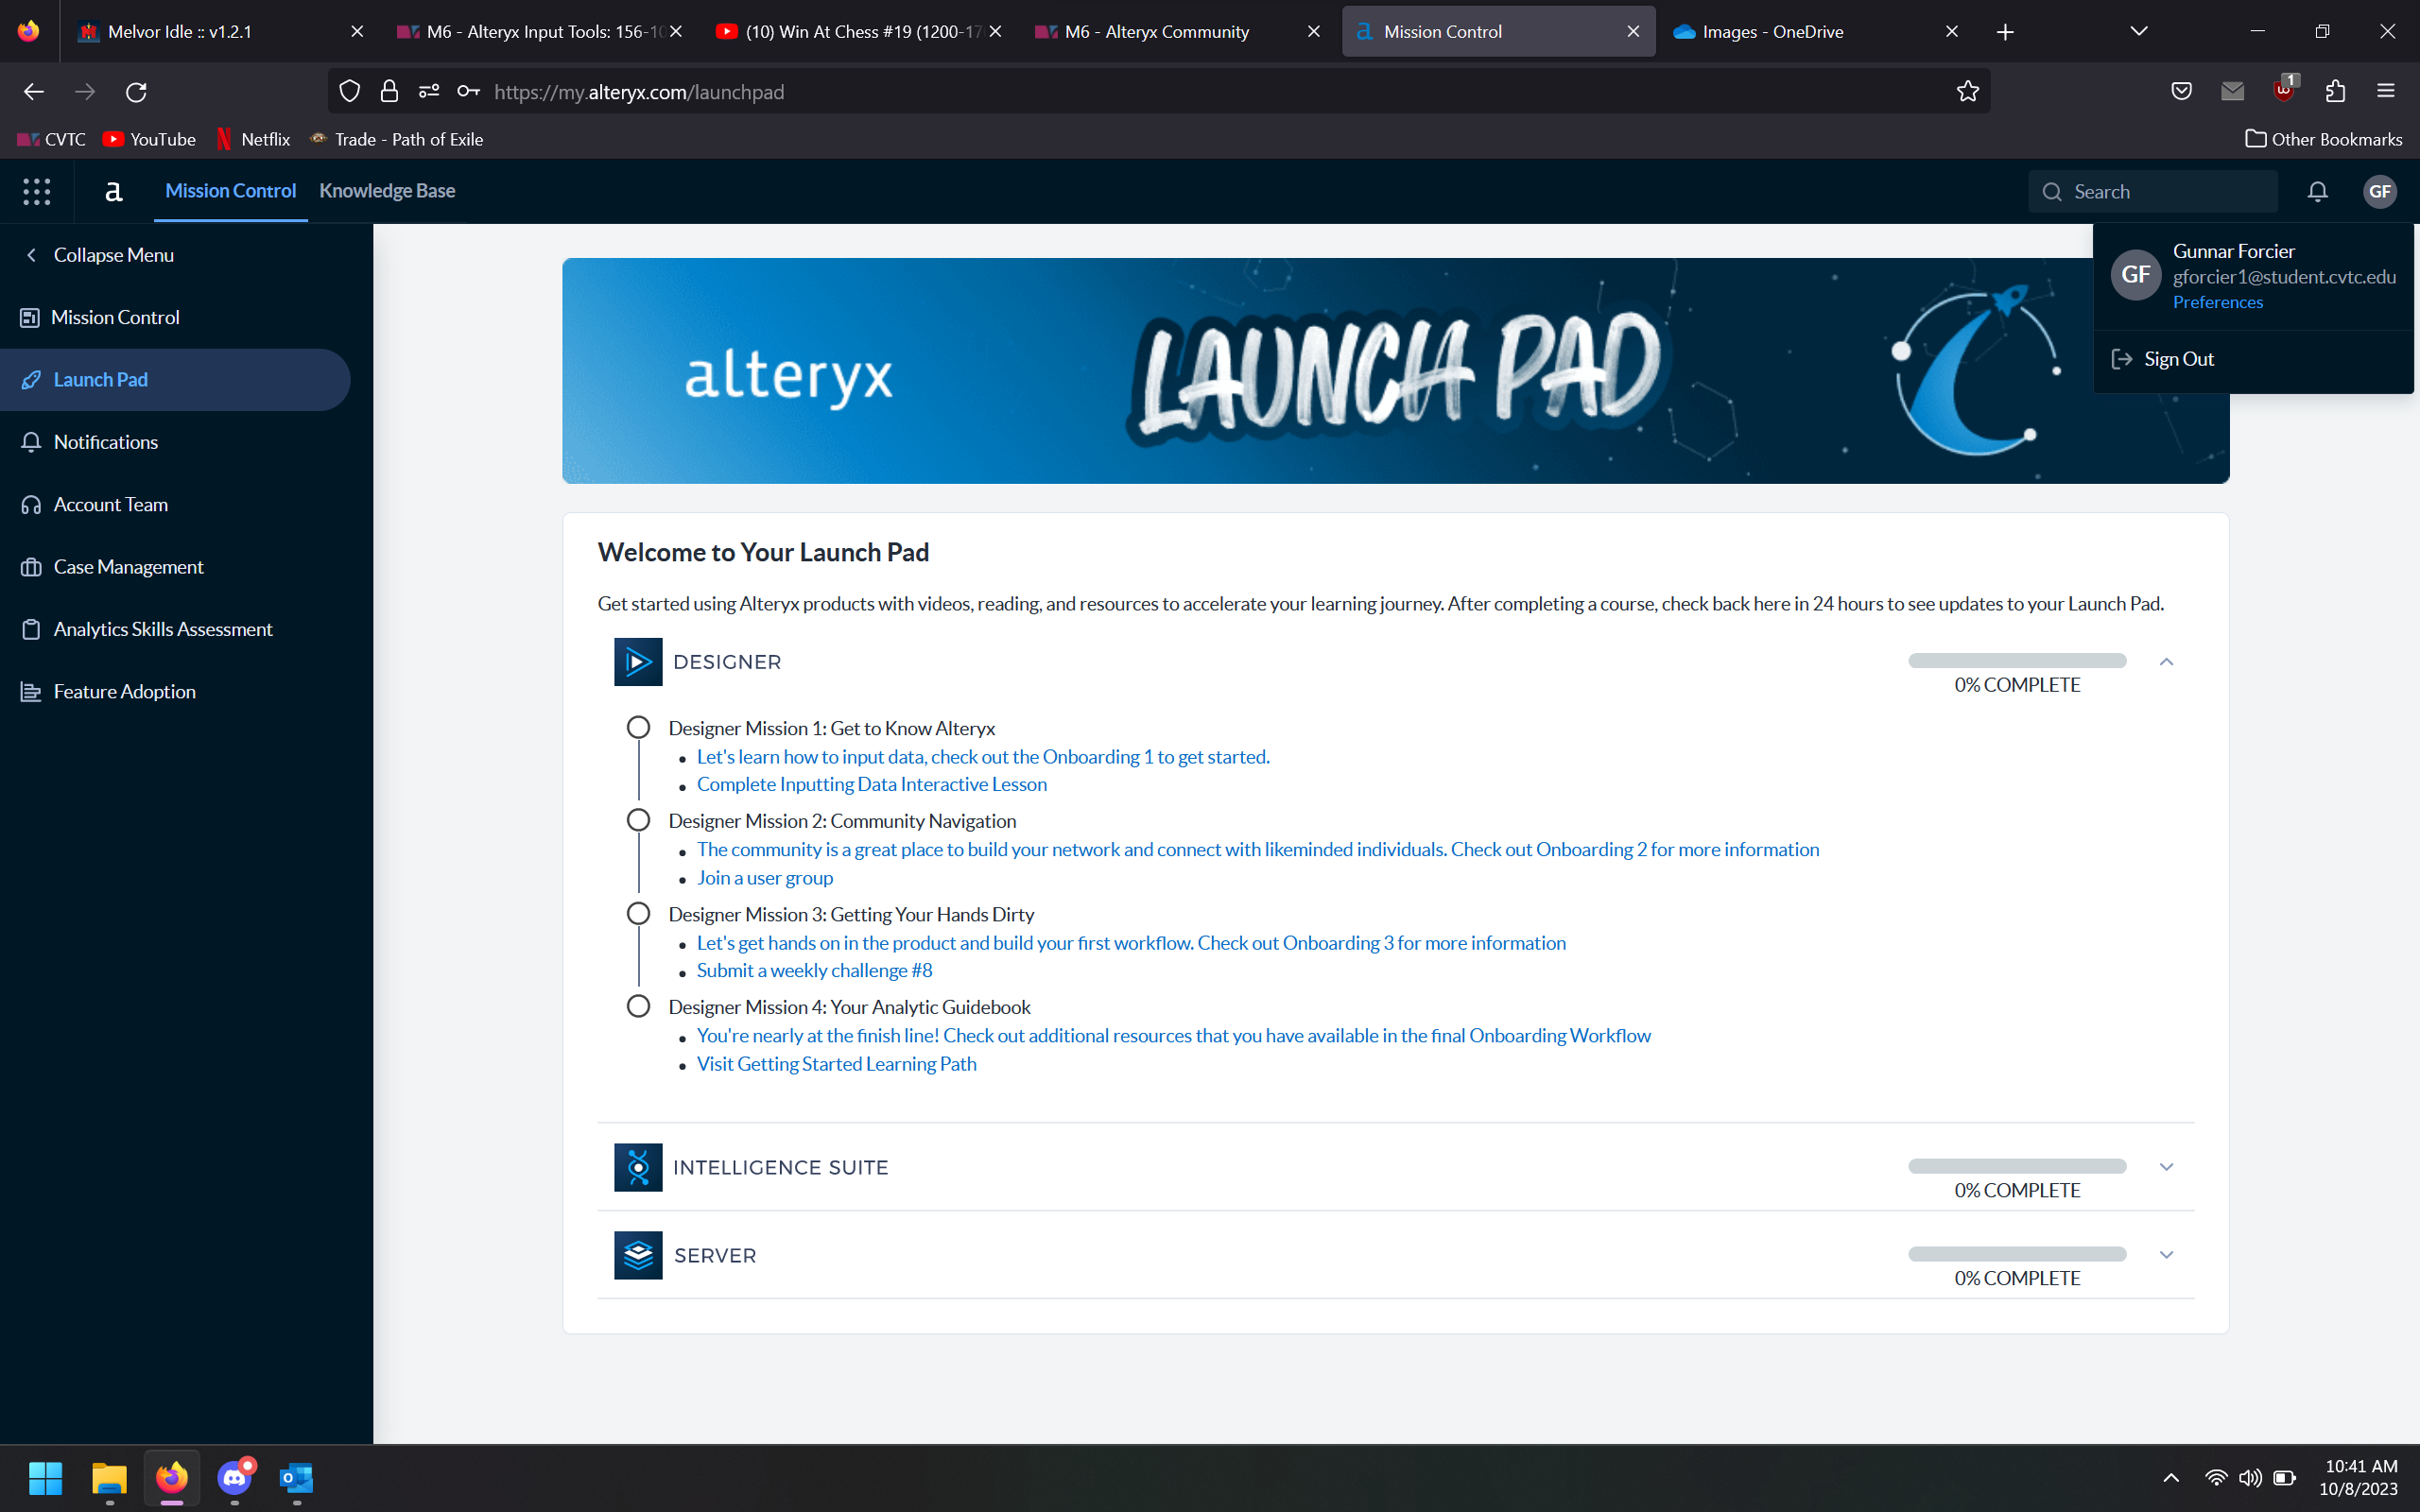 Melvor Idle :: v1.2.1
M6 - Alteryx Input Tools: 156-10
(10) Win At Chess #19 (1200-17
M6 - Alteryx Community
Mission Control
Images - OneDrive
https://my.alteryx.com/launchpad
1
CVTC
YouTube
Netflix
Trade - Path of Exile
Other Bookmarks
a
Mission Control
Knowledge Base
Search
GF
Collapse Menu
Mission Control
Launch Pad
Notifications
Account Team
Case Management
Analytics Skills Assessment
Feature Adoption
GF
Gunnar Forcier
gforcier1@student.cvtc.edu
Preferences
Sign Out
alteryx
LAUNCH PAD
Welcome to Your Launch Pad
Get started using Alteryx products with videos, reading, and resources to accelerate your learning journey. After completing a course, check back here in 24 hours to see updates to your Launch Pad.
DESIGNER
0% COMPLETE
Designer Mission 1: Get to Know Alteryx
Let's learn how to input data, check out the Onboarding 1 to get started.
Complete Inputting Data Interactive Lesson
Designer Mission 2: Community Navigation
The community is a great place to build your network and connect with likeminded individuals. Check out Onboarding 2 for more information
Join a user group
Designer Mission 3: Getting Your Hands Dirty
Let's get hands on in the product and build your first workflow. Check out Onboarding 3 for more information
Submit a weekly challenge #8
Designer Mission 4: Your Analytic Guidebook
You're nearly at the finish line! Check out additional resources that you have available in the final Onboarding Workflow
Visit Getting Started Learning Path
INTELLIGENCE SUITE
0% COMPLETE
SERVER
0% COMPLETE
10:41 AM
10/8/2023